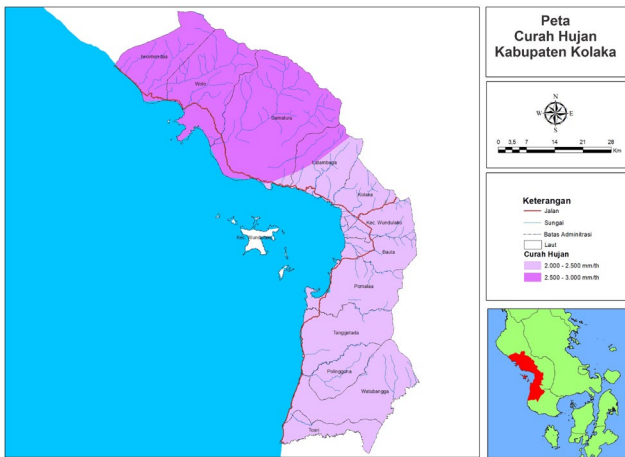 Peta
Curah Hujan
Kabupaten Kolaka
N
W
E
S
0 3,5 7 14 21 28
Km
Keterangan
Jalan
Sungai
Batas Adminitrasi
Laut
Curah Hujan
2.000 - 2.500 mm/th
2.500 - 3.000 mm/th
Wolo
Samaturu
Latambaga
Kolaka
Kec. Wundulako
Baula
Pomalaa
Tanggetada
Polinggona
Watubangga
Toari